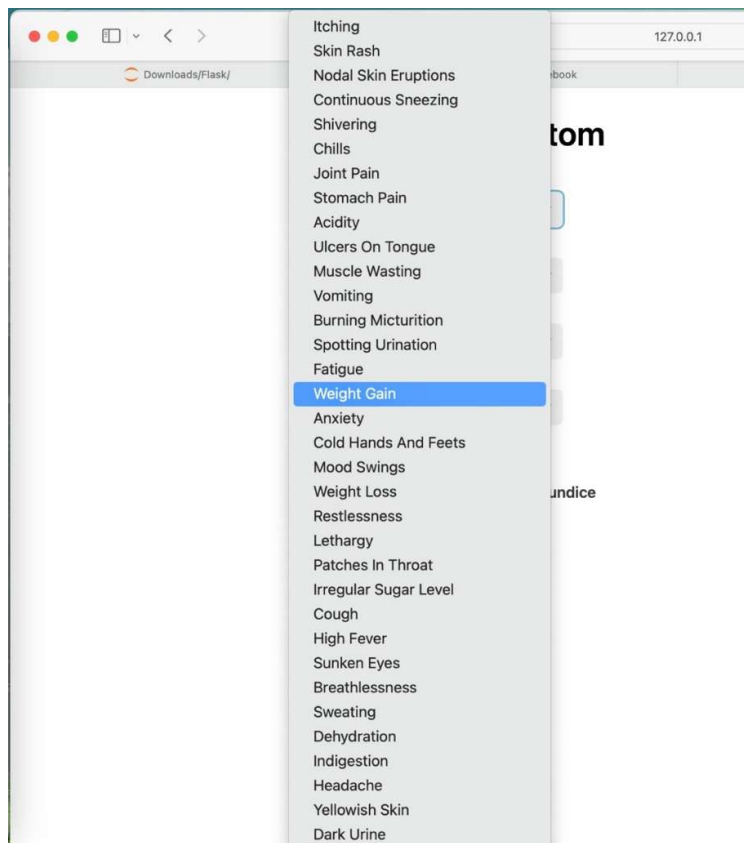 127.0.0.1
Downloads/Flask/
ebook
tom
Itching
Skin Rash
Nodal Skin Eruptions
Continuous Sneezing
Shivering
Chills
Joint Pain
Stomach Pain
Acidity
Ulcers On Tongue
Muscle Wasting
Vomiting
Burning Micturition
Spotting Urination
Fatigue
Weight Gain
Anxiety
Cold Hands And Feets
Mood Swings
Weight Loss
Restlessness
Lethargy
Patches In Throat
Irregular Sugar Level
Cough
High Fever
Sunken Eyes
Breathlessness
Sweating
Dehydration
Indigestion
Headache
Yellowish Skin
Dark Urine
undice